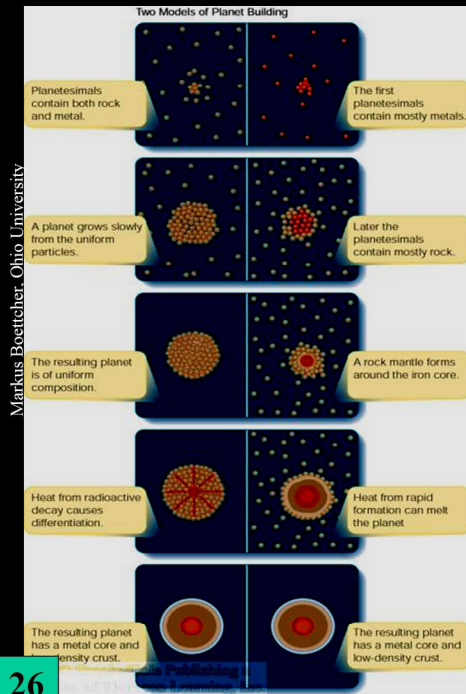 Two Models of Planet Building
Planetesimals
contain both rock
and metal.
The first
planetesimals
contain mostly metals.
A planet grows slowly
from the uniform
particles.
Later the
planetesimals
contain mostly rock.
The resulting planet
is of uniform
composition.
A rock mantle forms
around the iron core.
Heat from radioactive
decay causes
differentiation.
Heat from rapid
formation can melt
the planet
The resulting planet
has a metal core and
low-density crust.
The resulting planet
has a metal core and
low-density crust.
Markus Boettcher, Ohio University
26
Publishing
Learning, Inc.